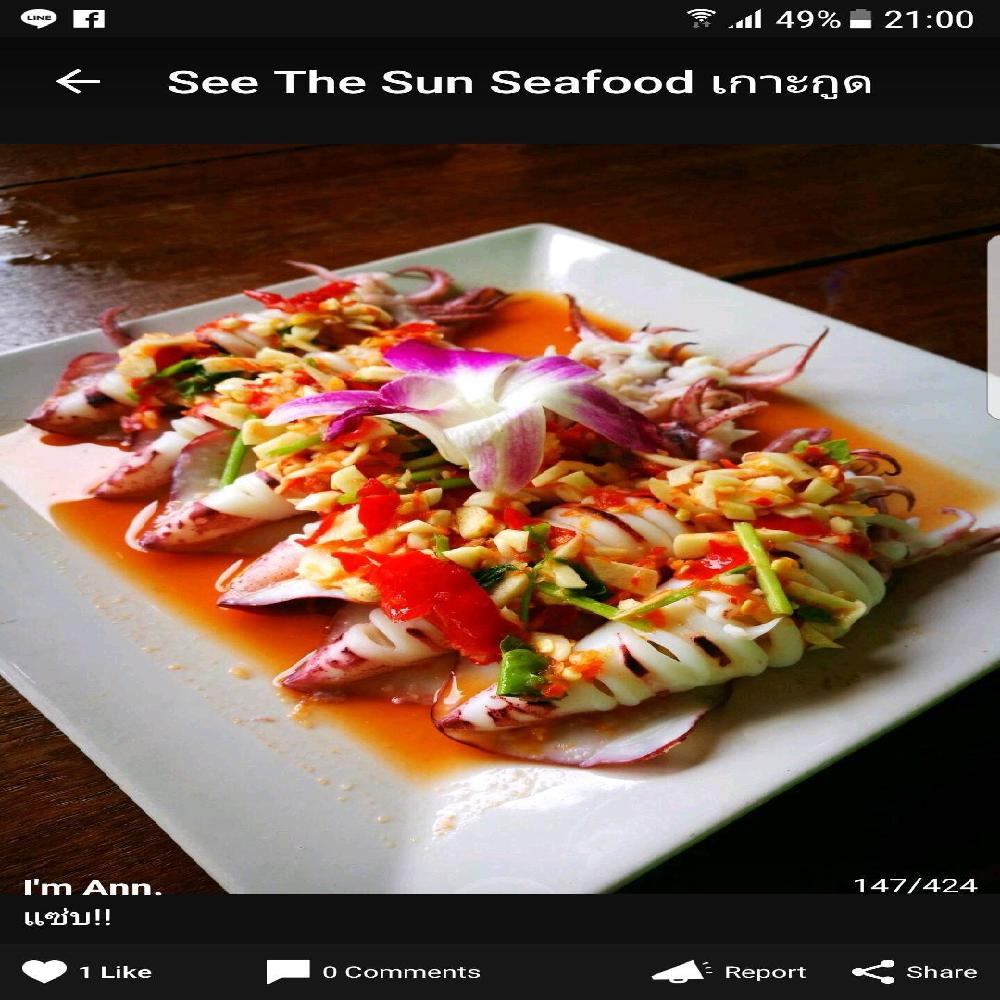 LINE
49% 21:00
See The Sun Seafood เกาะกูด
I'm Ann.
147/424
แซ่บ!!
1 Like
0 Comments
Report
Share